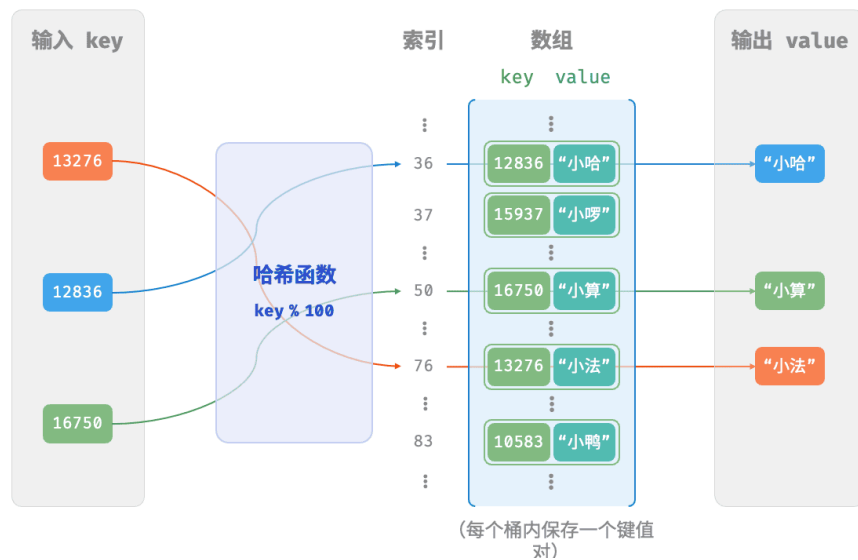 输入 key
索引
数组
输出 value
key value
13276
36
12836 “小哈”
“小哈”
37
15937 “小啰”
12836
哈希函数
key % 100
50
16750 “小算”
“小算”
76
13276 “小法”
“小法”
16750
83
10583 “小鸭”
（每个桶内保存一个键值
对）